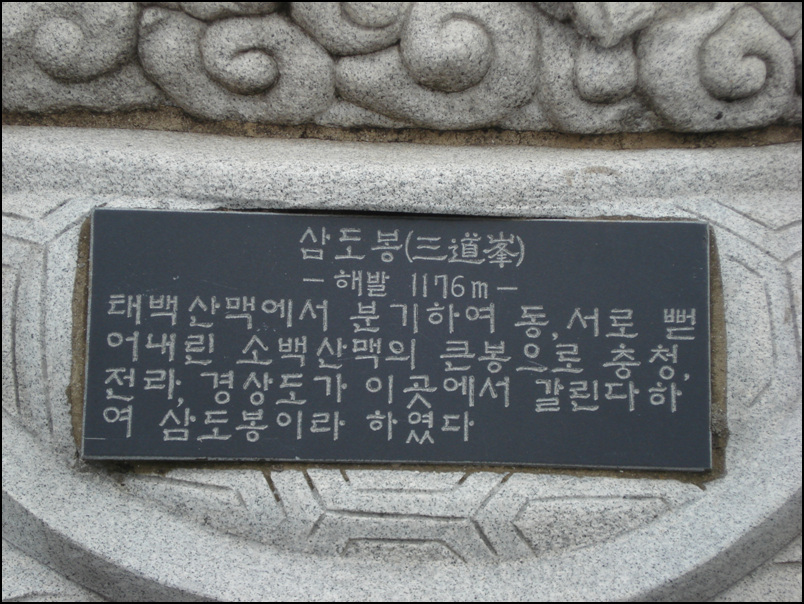 삼도봉(三道峯)
- 해발 1176m -
태백산맥에서 분기하여 동,서로 뻗
어내린 소백산맥의 큰봉으로 충청,
전라, 경상도가 이곳에서 갈린다하
여 삼도봉이라 하였다